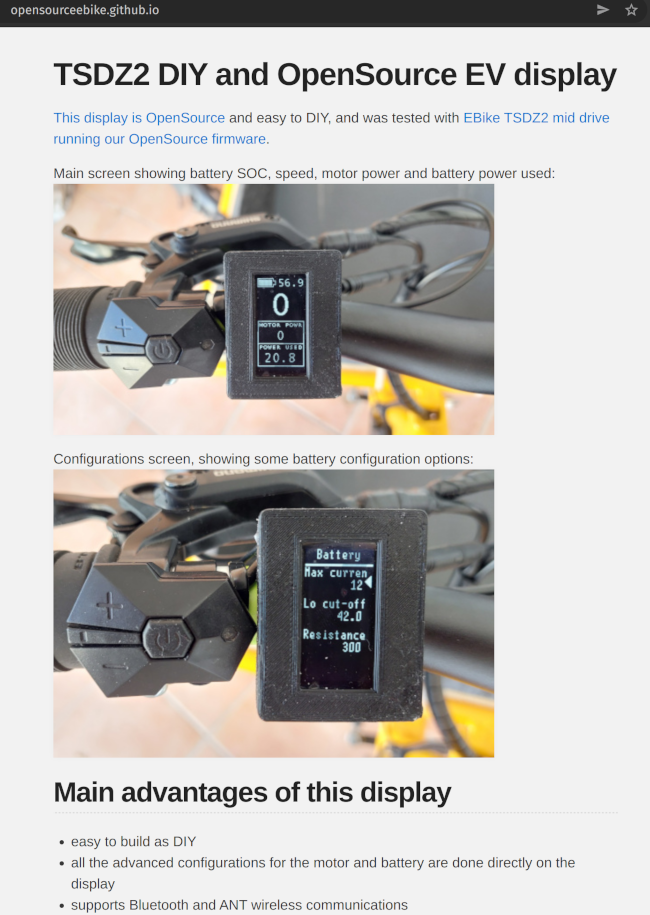 opensourceebike.github.io
TSDZ2 DIY and OpenSource EV display
This display is OpenSource and easy to DIY, and was tested with EBike TSDZ2 mid drive
running our OpenSource firmware.
Main screen showing battery SOC, speed, motor power and battery power used:
56.9
0
MOTOR POWR
0
POWER USED
20.8
Configurations screen, showing some battery configuration options:
Battery
Max curren
12
Lo cut-off
42.0
Resistance
300
Main advantages of this display
easy to build as DIY
all the advanced configurations for the motor and battery are done directly on the
display
supports Bluetooth and ANT wireless communications